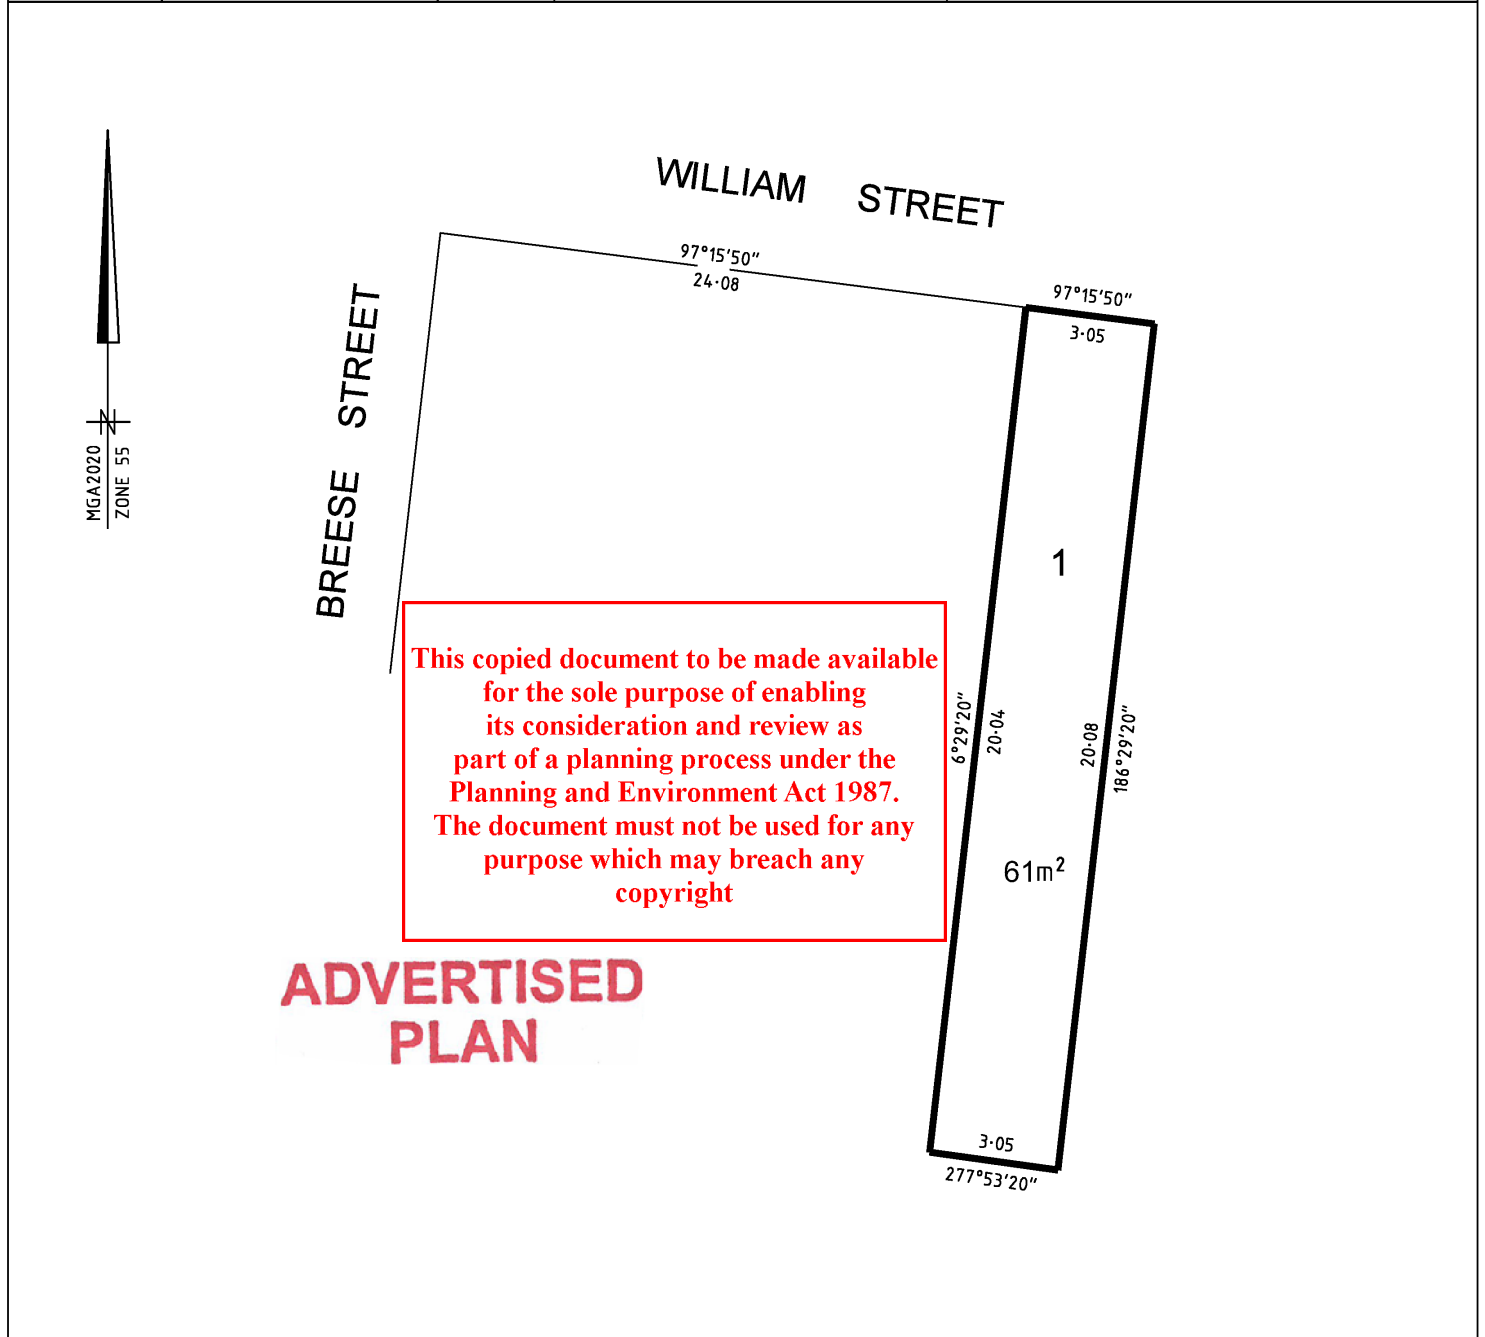 WILLIAM STREET
BREESE STREET
97°15'50"
24·08
97°15'50"
3·05
MGA2020
ZONE 55
1
6°29'20"
20·04
20·08
186°29'20"
61m²
3·05
277°53'20"
This copied document to be made available
for the sole purpose of enabling
its consideration and review as
part of a planning process under the
Planning and Environment Act 1987.
The document must not be used for any
purpose which may breach any
copyright
ADVERTISED
PLAN